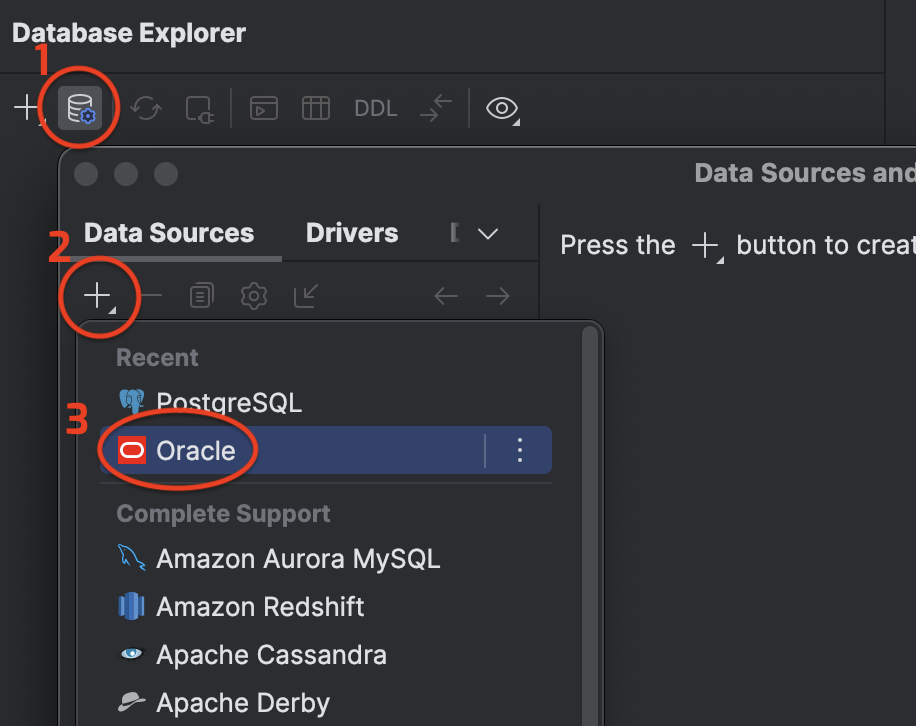 Database Explorer
1
DDL
Data Sources and
2
Data Sources
Drivers
Press the + button to creat
Recent
PostgreSQL
3
Oracle
Complete Support
Amazon Aurora MySQL
Amazon Redshift
Apache Cassandra
Apache Derby